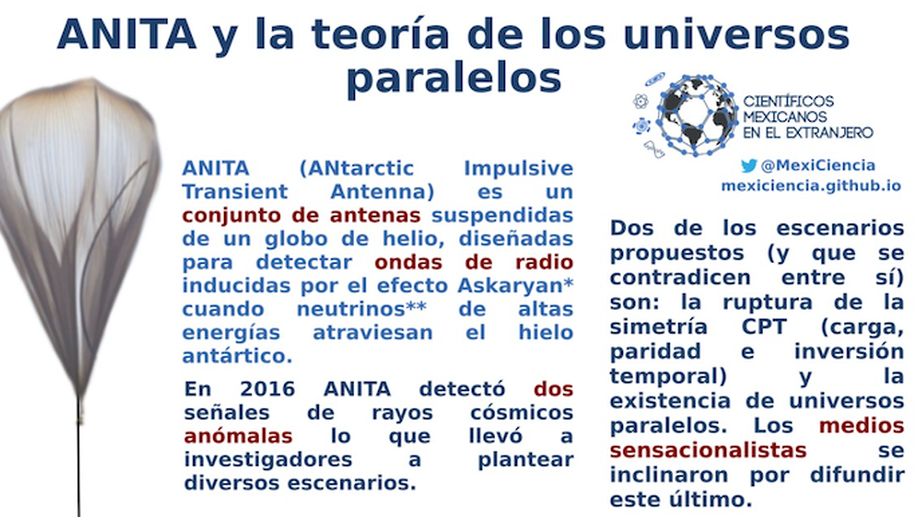 ANITA y la teoría de los universos
paralelos
CIENTÍFICOS
MEXICANOS
EN EL EXTRANJERO
@MexiCiencia
mexiciencia.github.io
ANITA (ANtarctic Impulsive
Transient Antenna) es un
conjunto de antenas suspendidas
de un globo de helio, diseñadas
para detectar ondas de radio
inducidas por el efecto Askaryan*
cuando neutrinos** de altas
energías atraviesan el hielo
antártico.
En 2016 ANITA detectó dos
señales de rayos cósmicos
anómalas lo que llevó a
investigadores a plantear
diversos escenarios.
Dos de los escenarios
propuestos (y que se
contradicen entre sí)
son: la ruptura de la
simetría CPT (carga,
paridad e inversión
temporal) y la
existencia de universos
paralelos. Los medios
sensacionalistas se
inclinaron por difundir
este último.